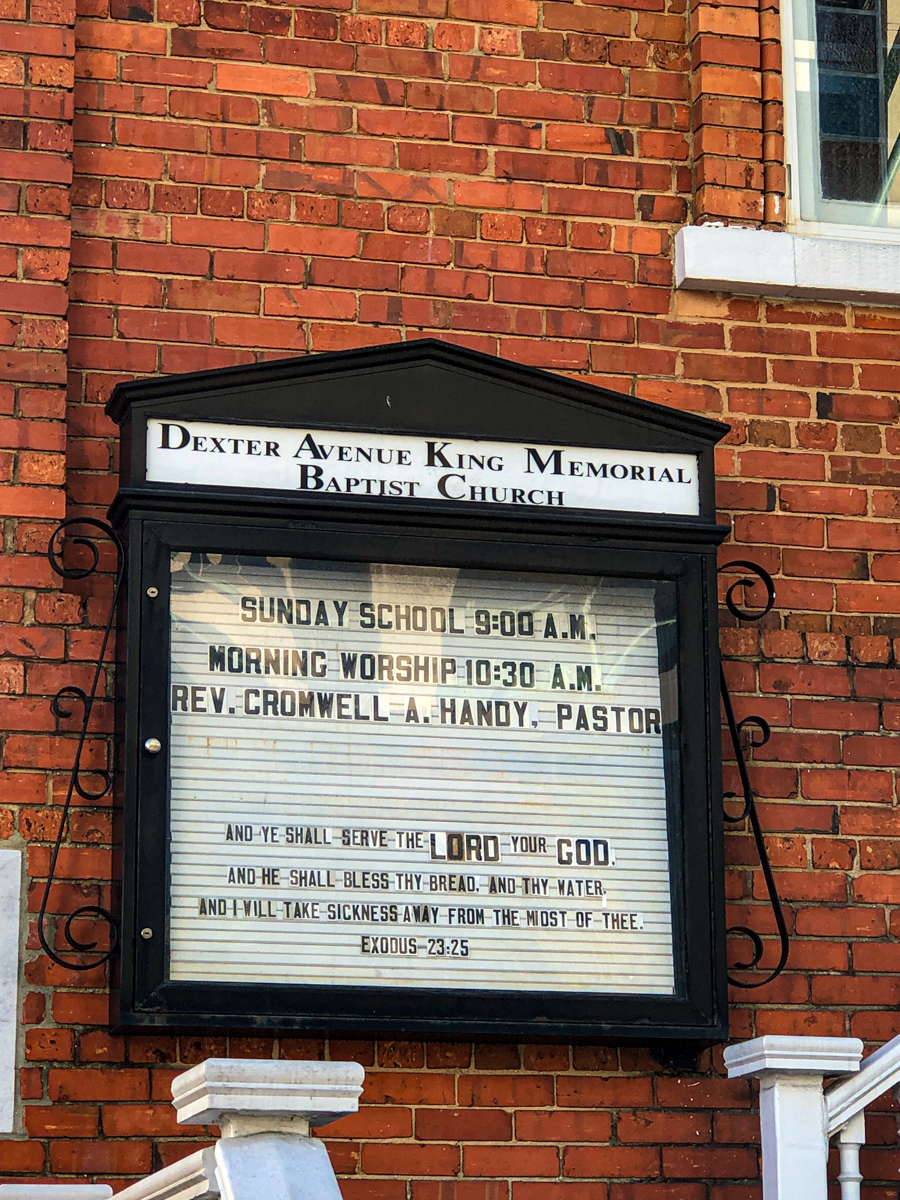 DEXTER AVENUE KING MEMORIAL
BAPTIST CHURCH
SUNDAY SCHOOL 9:00 A.M.
MORNING WORSHIP 10:30 A.M.
REV. CROMWELL A. HANDY, PASTOR
AND YE SHALL SERVE THE LORD YOUR GOD.
AND HE SHALL BLESS THY BREAD, AND THY WATER,
AND I WILL TAKE SICKNESS AWAY FROM THE MIDST OF THEE.
EXODUS 23:25